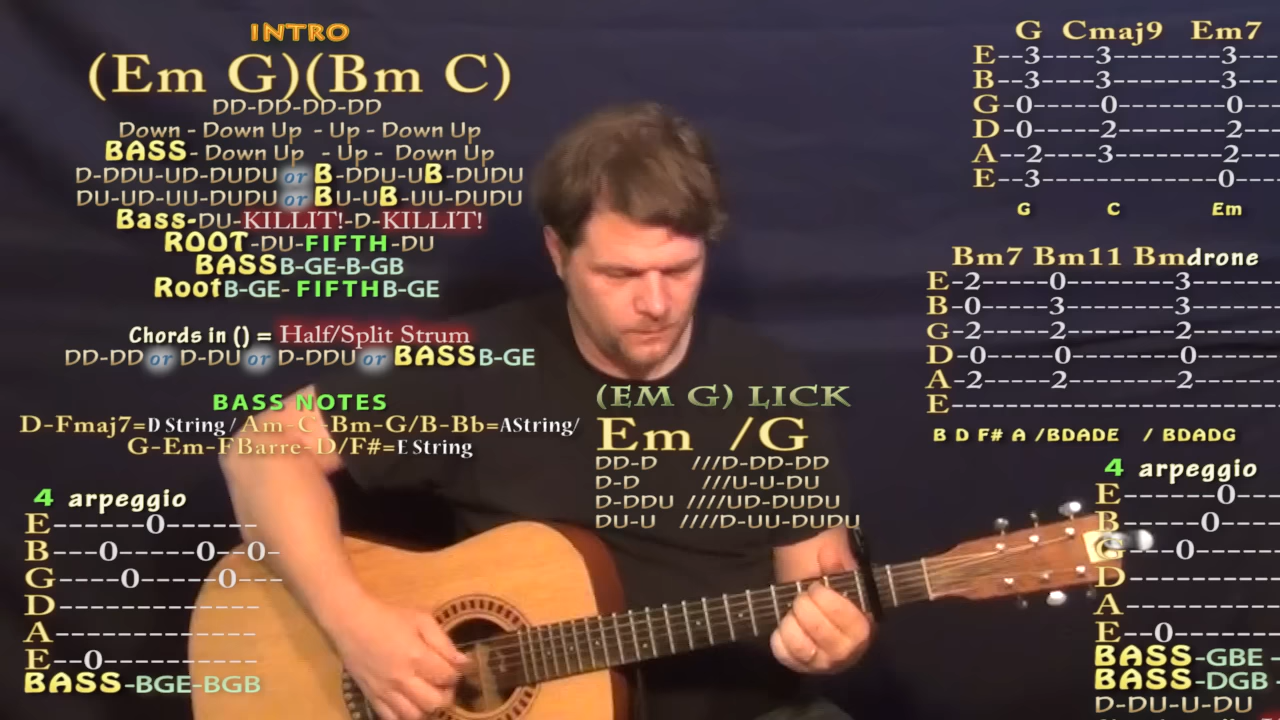 INTRO
(Em G)(Bm C)
DD-DD-DD-DD
Down - Down Up - Up - Down Up
BASS - Down Up - Up - Down Up
D-DDU-UD-DUDU or B-DDU-UB-DUDU
DU-UD-UU-DUDU or BU-UB-UU-DUDU
Bass-DU-KILLIT!-D-KILLIT!
ROOT-DU-FIFTH-DU
BASSB-GE-B-GB
RootB-GE- FIFTHB-GE
Chords in () = Half/Split Strum
DD-DD or D-DU or D-DDU or BASSB-GE
BASS NOTES
D-Fmaj7=D String / Am-C-Bm-G/B-Bb=AString/
G-Em-FBarre-D/F#=E String
4 arpeggio
E------0------
B---0-----0--0-
G----0-----0---
D-------------
A-------------
E--0----------
BASS-BGE-BGB
(EM G) LICK
Em /G
DD-D ///D-DD-DD
D-D ///U-U-DU
D-DDU ////UD-DUDU
DU-U ////D-UU-DUDU
G Cmaj9 Em7
E--3----3--------3---
B--3----3--------3---
G-0-----0--------0---
D-0-----2--------2---
A--2----3--------2---
E--3-------------0---
G C Em
Bm7 Bm11 Bmdrone
E-2-----0-------3------
B-0-----3-------3------
G-2-----2-------2------
D-0-----0-------0------
A-2-----2-------2------
E----------------------
B D F# A /BDADE / BDADG
4 arpeggio
E-------0---
B-----0-----
G----0------
D-----------
A-----------
E--0--------
BASS-GBE -
BASS-DGB -
D-DU-U-DU